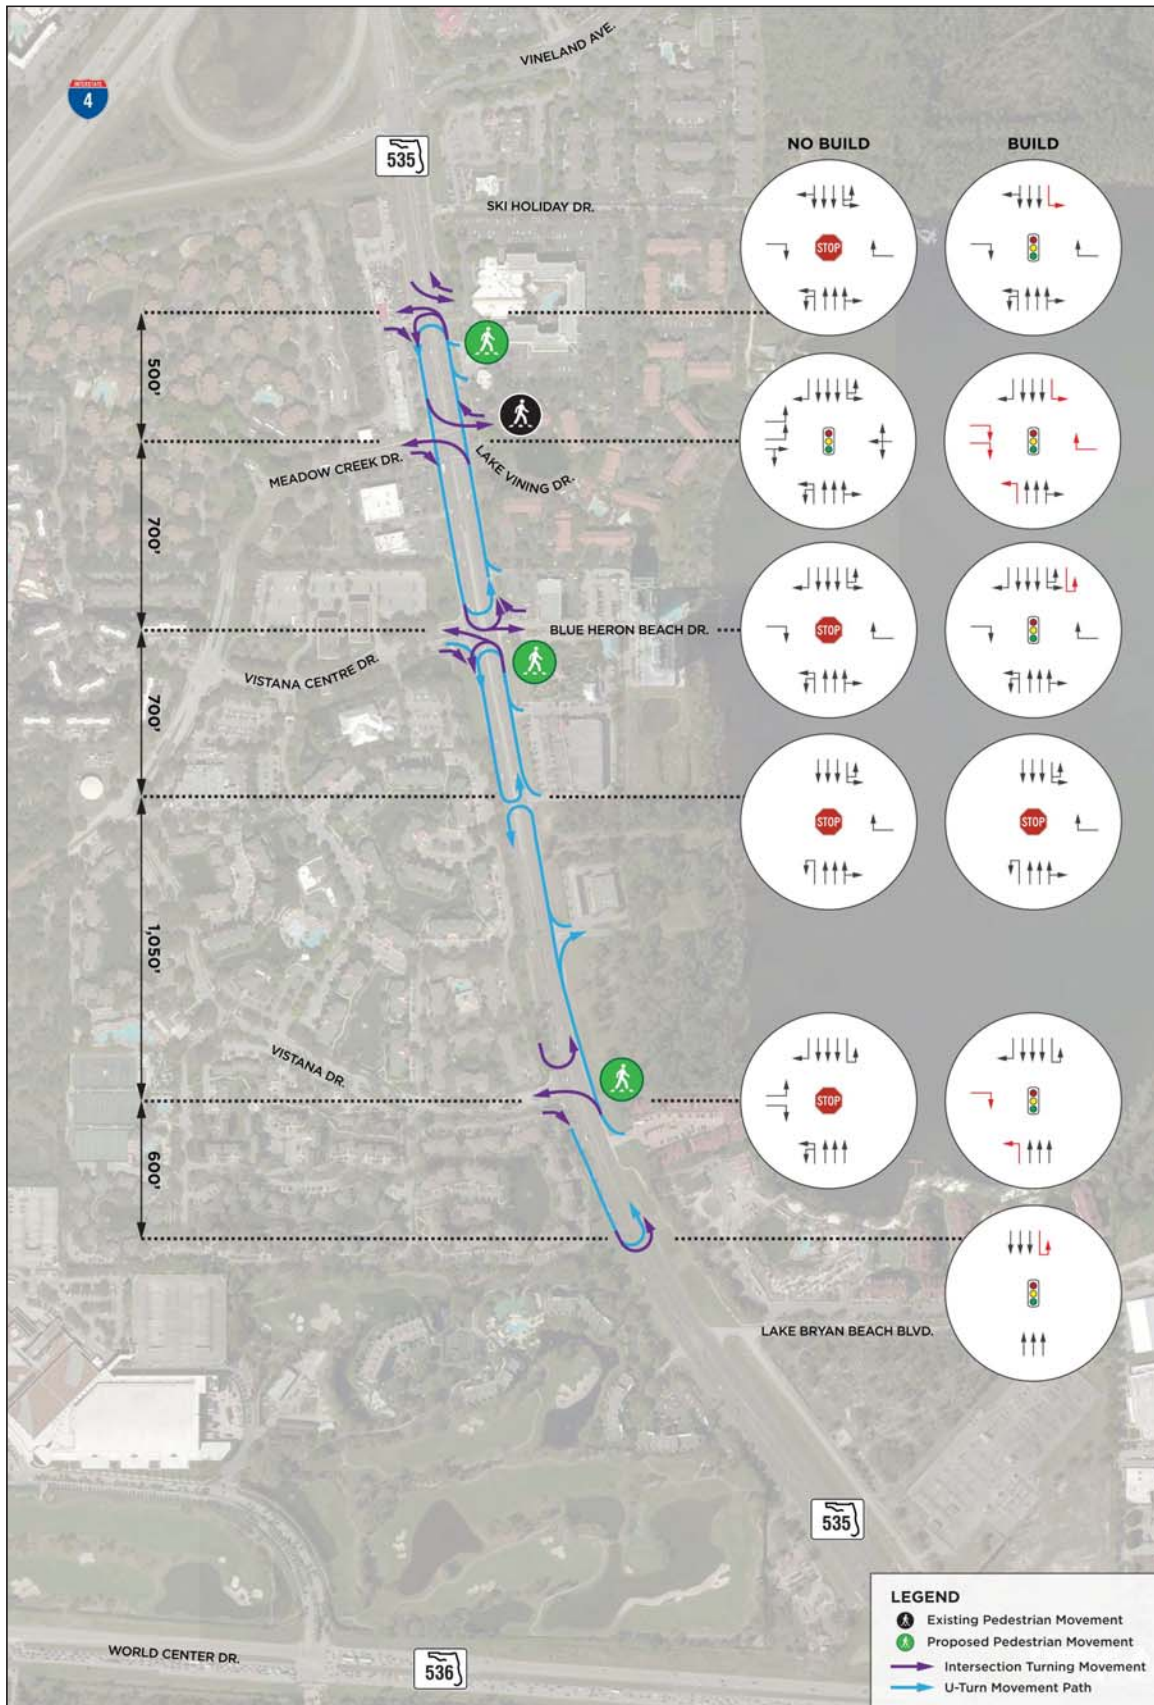 VINELAND AVE.
INTERSTATE
4
535
NO BUILD
BUILD
SKI HOLIDAY DR.
STOP
500'
MEADOW CREEK DR.
LAKE VINING DR.
700'
STOP
BLUE HERON BEACH DR.
VISTANA CENTRE DR.
700'
STOP
STOP
1,050'
VISTANA DR.
STOP
600'
LAKE BRYAN BEACH BLVD.
535
LEGEND
Existing Pedestrian Movement
Proposed Pedestrian Movement
Intersection Turning Movement
U-Turn Movement Path
WORLD CENTER DR.
536